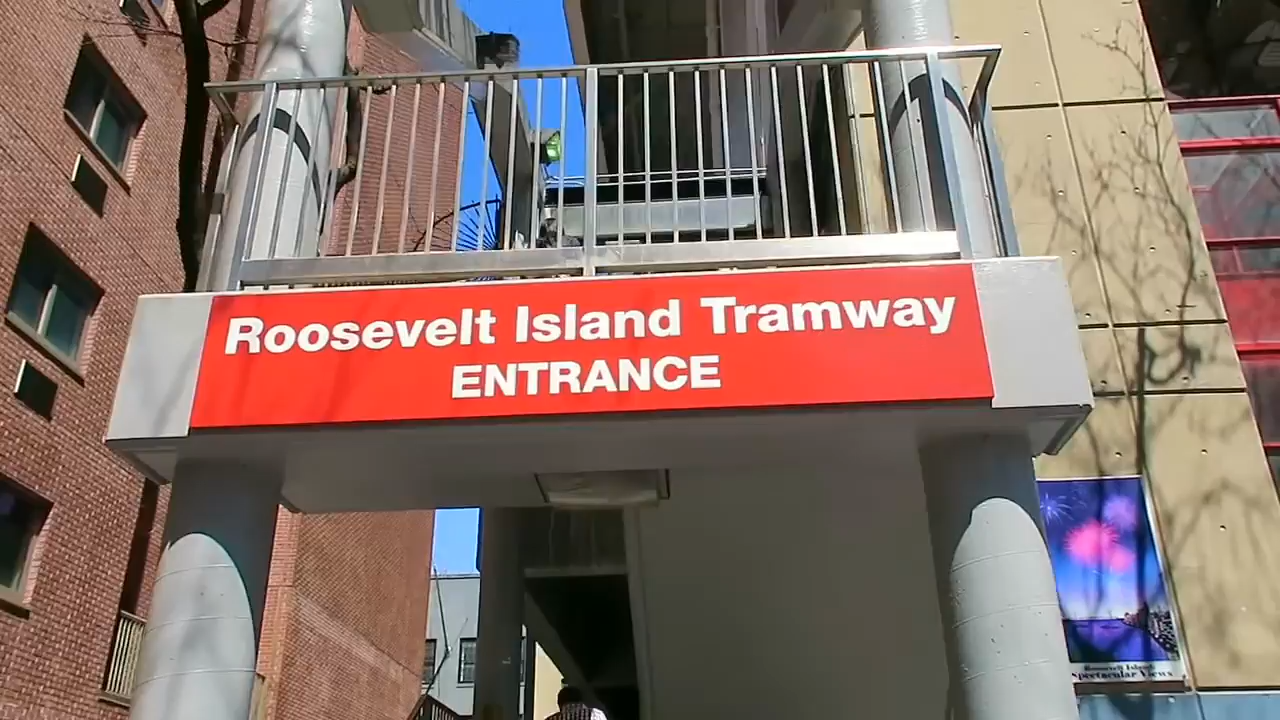 Roosevelt Island Tramway
ENTRANCE
Roosevelt Island:
Spectacular Views